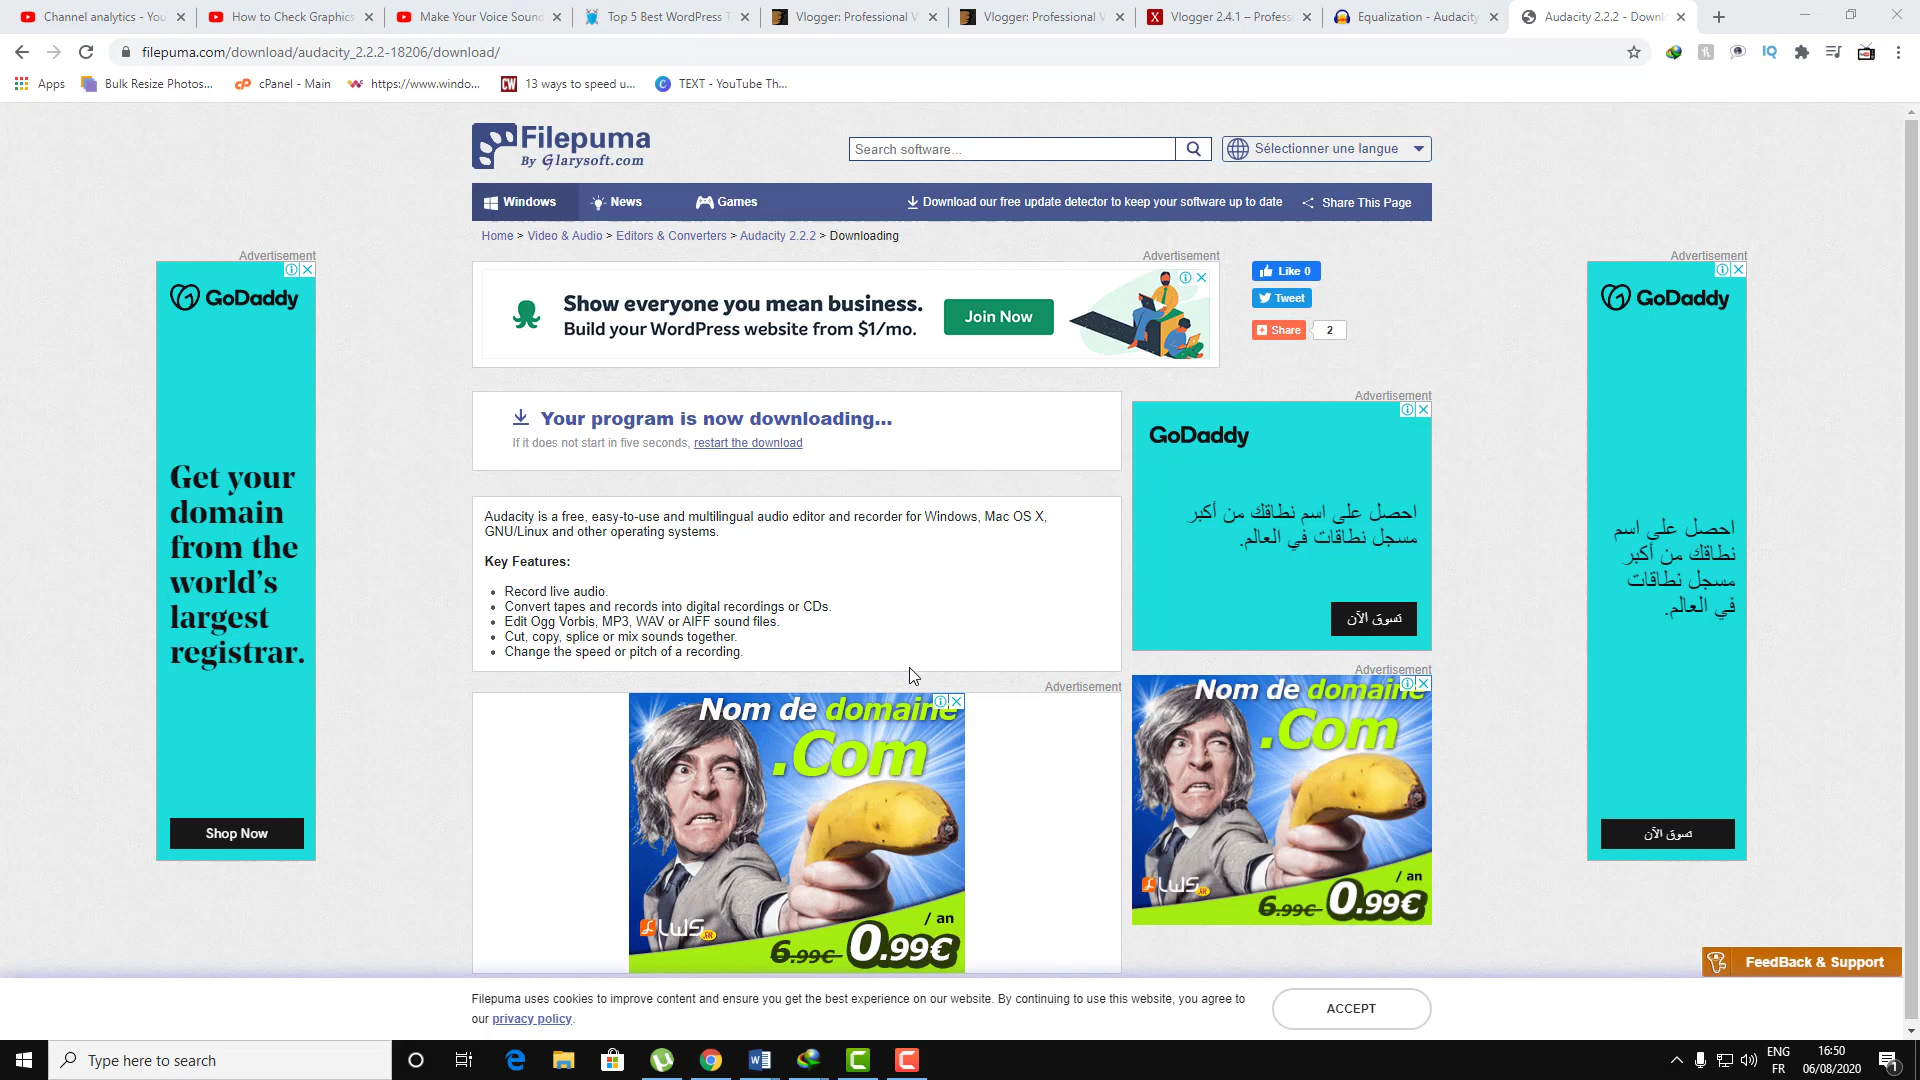 Channel analytics - You
How to Check Graphics
Make Your Voice Soun
Top 5 Best WordPress T
Vlogger: Professional V
Vlogger: Professional V
Vlogger 2.4.1 – Profess
Equalization - Audacity
Audacity 2.2.2 - Downl
filepuma.com/download/audacity_2.2.2-18206/download/
Apps
Bulk Resize Photos...
cPanel - Main
https://www.windo...
13 ways to speed u...
TEXT - YouTube Th...
Filepuma
By Glarysoft.com
Search software...
Sélectionner une langue
Windows
News
Games
Download our free update detector to keep your software up to date
Share This Page
Home > Video & Audio > Editors & Converters > Audacity 2.2.2 > Downloading
Advertisement
Advertisement
Advertisement
GoDaddy
Get your
domain
from the
world's
largest
registrar.
Shop Now
Show everyone you mean business.
Build your WordPress website from $1/mo.
Join Now
Like 0
Tweet
Share
2
Your program is now downloading...
If it does not start in five seconds, restart the download
Audacity is a free, easy-to-use and multilingual audio editor and recorder for Windows, Mac OS X,
GNU/Linux and other operating systems.
Key Features:
Record live audio.
Convert tapes and records into digital recordings or CDs.
Edit Ogg Vorbis, MP3, WAV or AIFF sound files.
Cut, copy, splice or mix sounds together.
Change the speed or pitch of a recording.
Advertisement
Nom de domaine
.Com
LWS
/ an
6.99€ 0.99€
Advertisement
GoDaddy
احصل على اسم نطاقك من أكبر
مسجل نطاقات في العالم.
تسوق الآن
Advertisement
Nom de domaine
.Com
LWS
/ an
6.99€ 0.99€
GoDaddy
احصل على اسم
نطاقك من أكبر
مسجل نطاقات
في العالم.
تسوق الآن
FeedBack & Support
Filepuma uses cookies to improve content and ensure you get the best experience on our website. By continuing to use this website, you agree to
our privacy policy.
ACCEPT
Type here to search
ENG
FR
16:50
06/08/2020
1